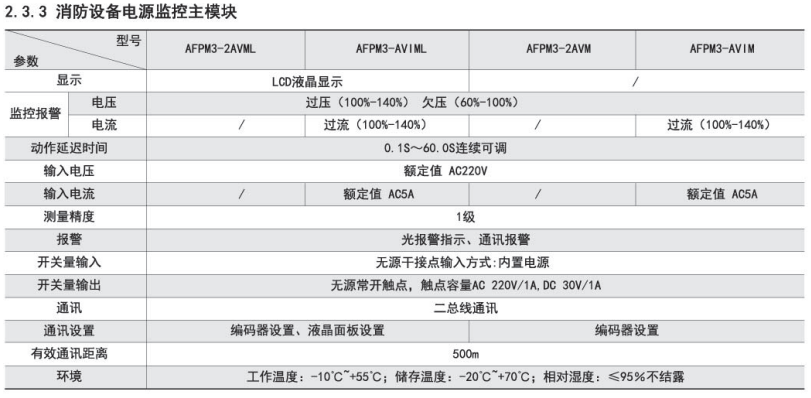 2.3.3 消防设备电源监控主模块
型号
参数
AFPM3-2AVML AFPM3-AVIML AFPM3-2AVM AFPM3-AVIM
显示 LCD液晶显示 /
监控报警 电压 过压（100%-140%） 欠压（60%-100%）
电流 / 过流（100%-140%） / 过流（100%-140%）
动作延迟时间 0.1S～60.0S连续可调
输入电压 额定值 AC220V
输入电流 / 额定值 AC5A / 额定值 AC5A
测量精度 1级
报警 光报警指示、通讯报警
开关量输入 无源干接点输入方式:内置电源
开关量输出 无源常开触点，触点容量AC 220V/1A,DC 30V/1A
通讯 二总线通讯
通讯设置 编码器设置、液晶面板设置 编码器设置
有效通讯距离 500m
环境 工作温度：-10℃~+55℃；储存温度：-20℃~+70℃；相对湿度：≤95%不结露